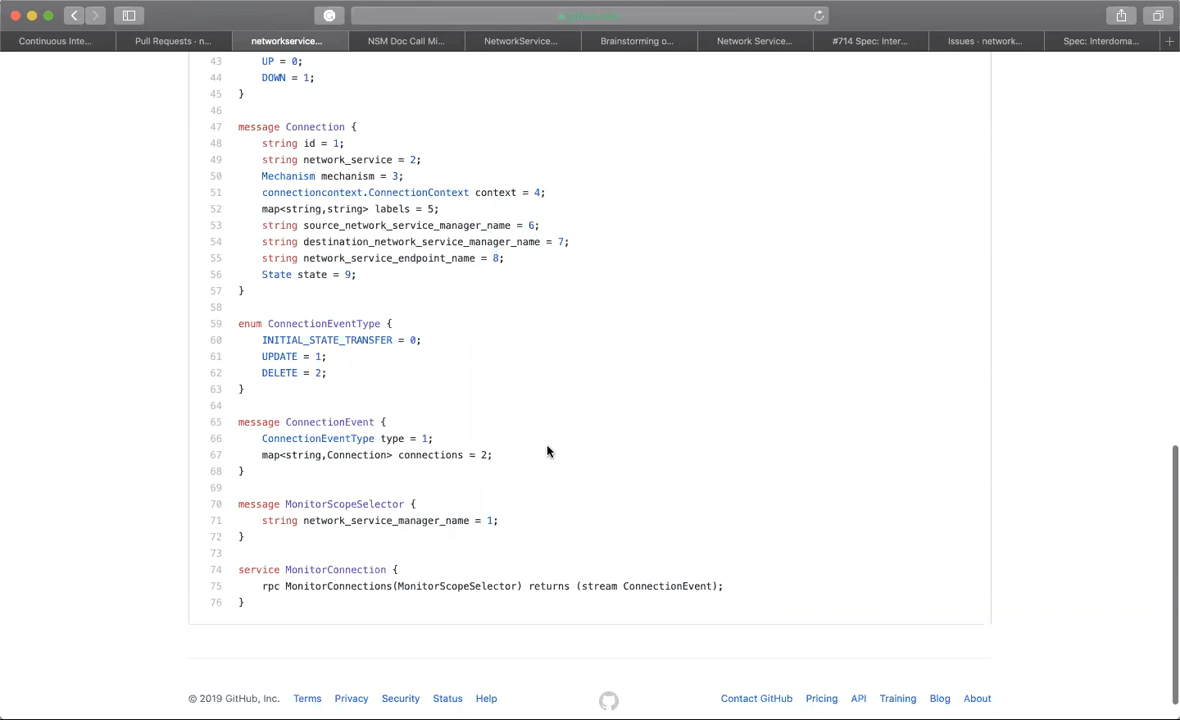 Continuous Inte...
Pull Requests · n...
networkservice...
NSM Doc Call Mi...
NetworkService...
Brainstorming o...
Network Service...
#714 Spec: Inter...
Issues · network...
Spec: Interdoma...
43 UP = 0;
44 DOWN = 1;
45 }
46
47 message Connection {
48 string id = 1;
49 string network_service = 2;
50 Mechanism mechanism = 3;
51 connectioncontext.ConnectionContext context = 4;
52 map<string,string> labels = 5;
53 string source_network_service_manager_name = 6;
54 string destination_network_service_manager_name = 7;
55 string network_service_endpoint_name = 8;
56 State state = 9;
57 }
58
59 enum ConnectionEventType {
60 INITIAL_STATE_TRANSFER = 0;
61 UPDATE = 1;
62 DELETE = 2;
63 }
64
65 message ConnectionEvent {
66 ConnectionEventType type = 1;
67 map<string,Connection> connections = 2;
68 }
69
70 message MonitorScopeSelector {
71 string network_service_manager_name = 1;
72 }
73
74 service MonitorConnection {
75 rpc MonitorConnections(MonitorScopeSelector) returns (stream ConnectionEvent);
76 }
© 2019 GitHub, Inc. Terms Privacy Security Status Help
Contact GitHub Pricing API Training Blog About